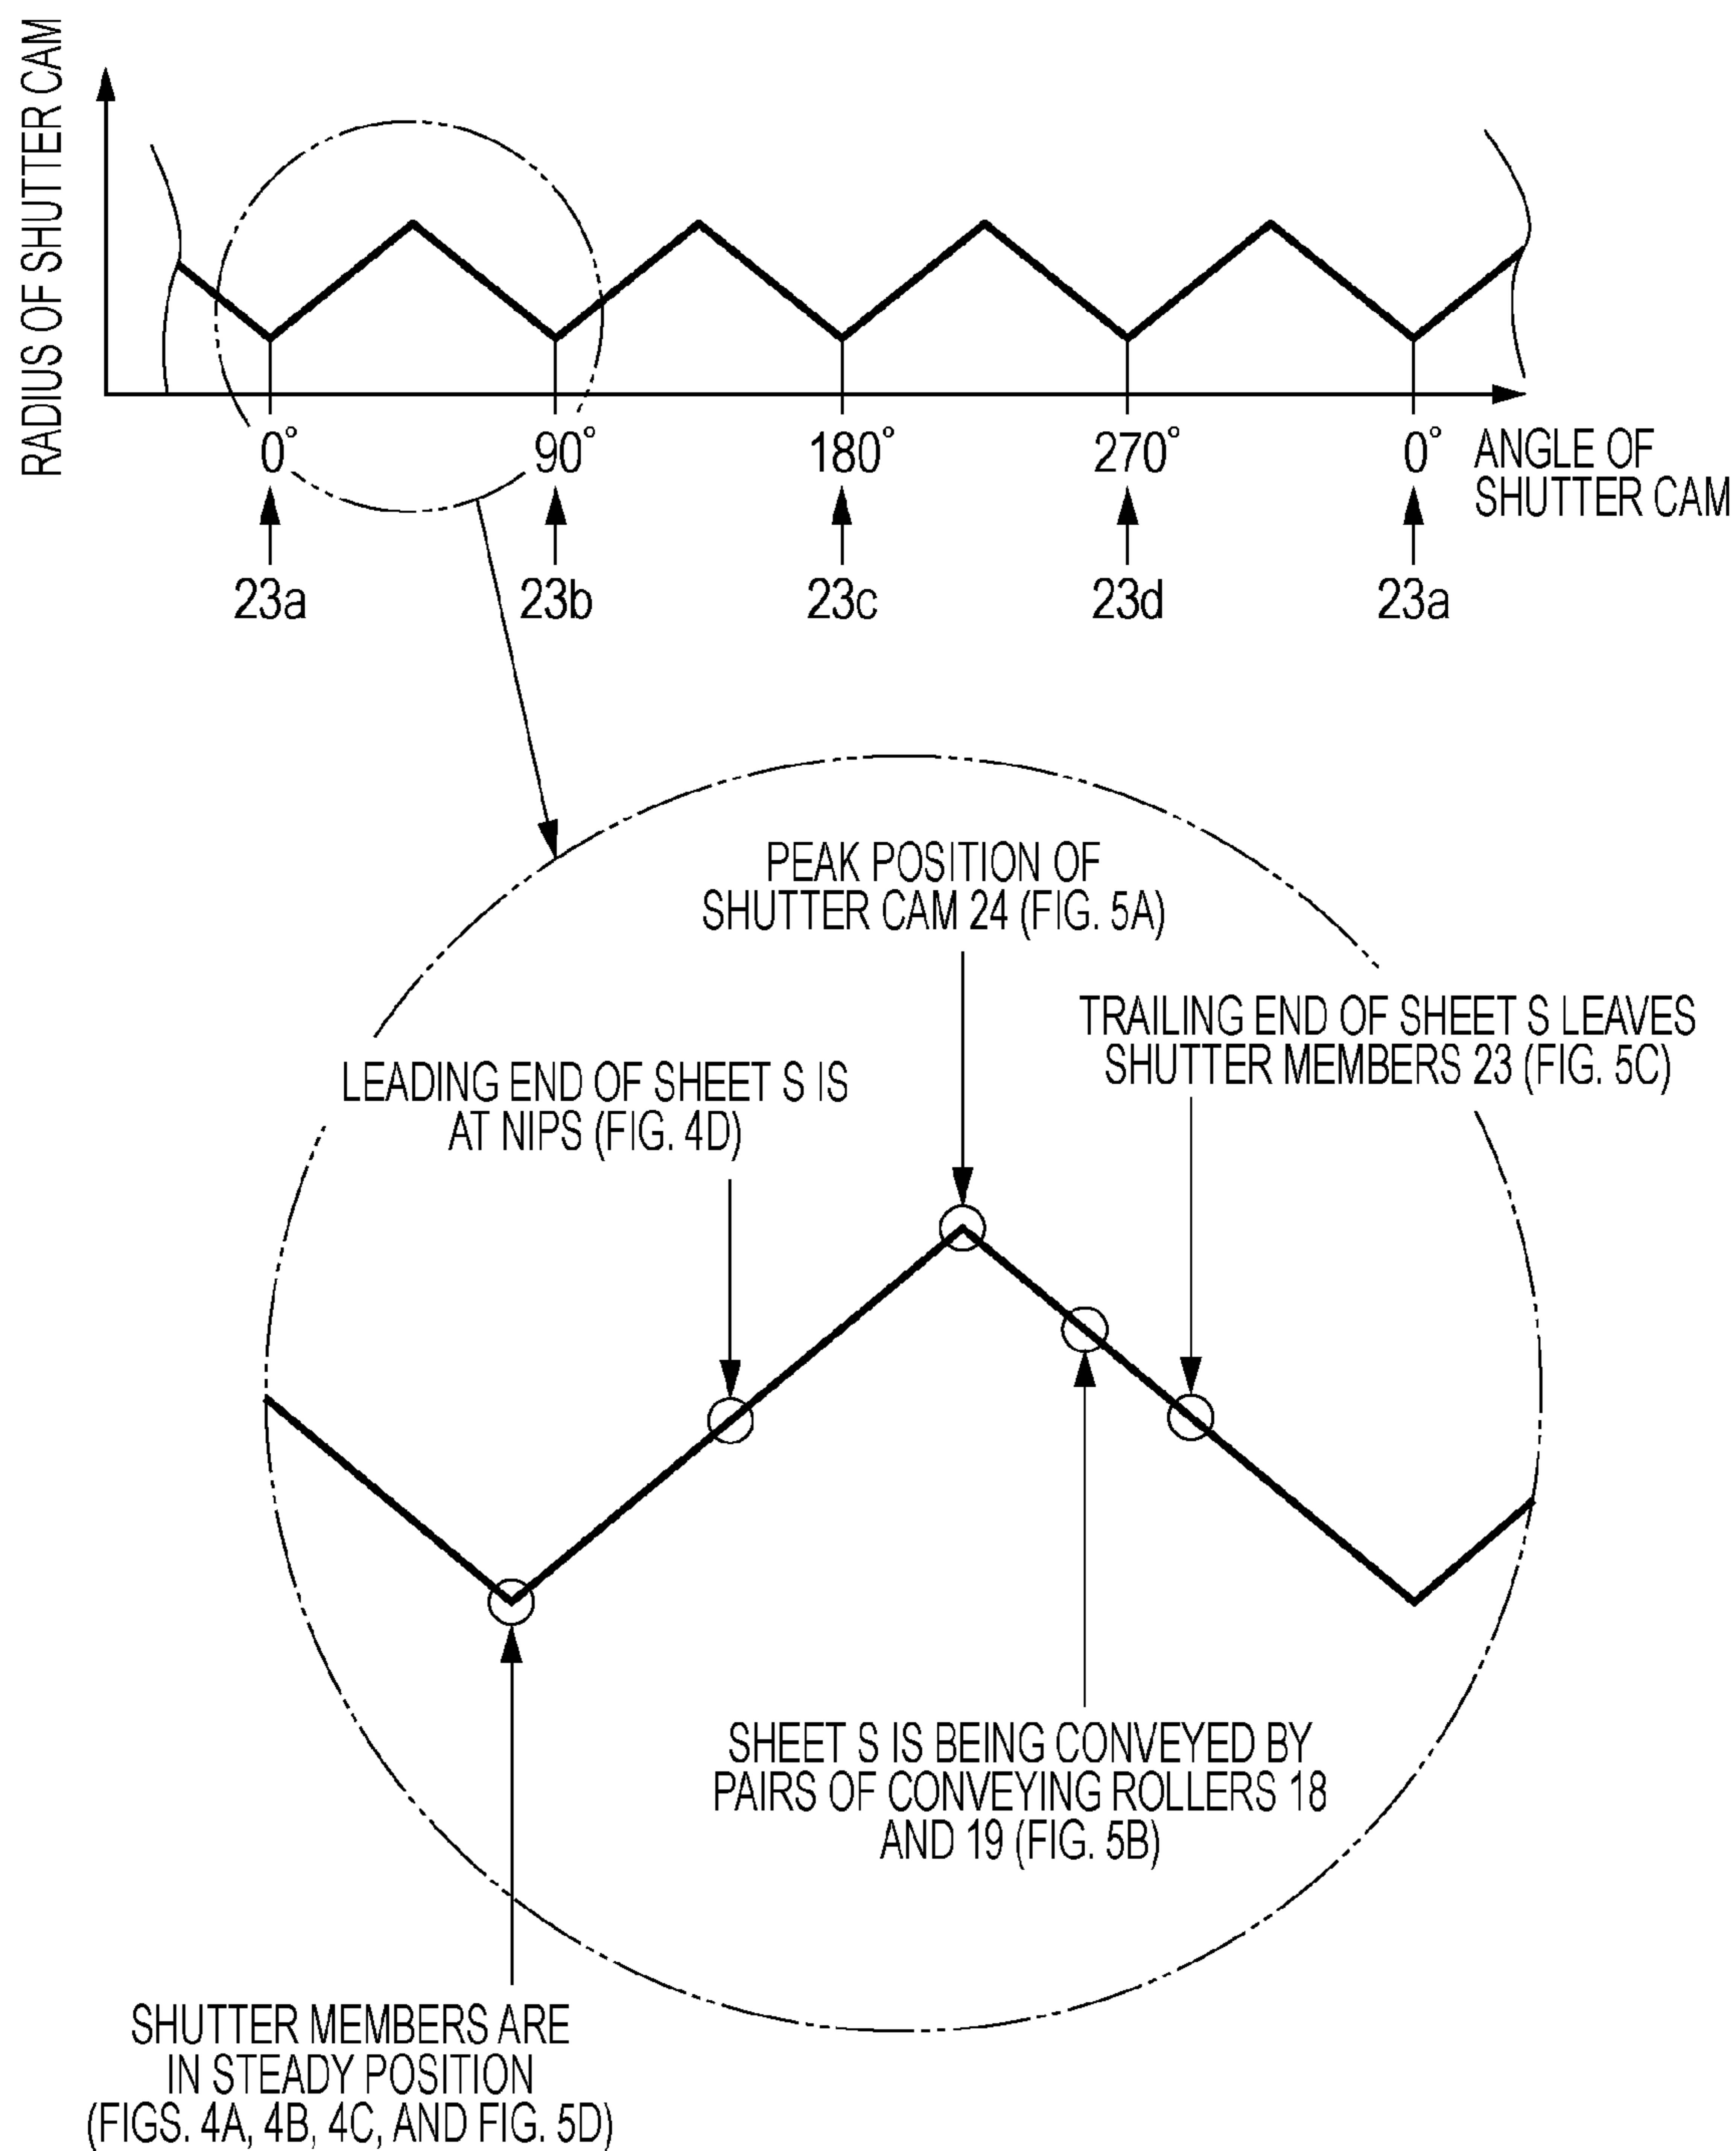 RADIUS OF SHUTTER CAM
0°
90°
180°
270°
0°
ANGLE OF
SHUTTER CAM
23a
23b
23c
23d
23a
PEAK POSITION OF
SHUTTER CAM 24 (FIG. 5A)
TRAILING END OF SHEET S LEAVES
SHUTTER MEMBERS 23 (FIG. 5C)
LEADING END OF SHEET S IS
AT NIPS (FIG. 4D)
SHEET S IS BEING CONVEYED BY
PAIRS OF CONVEYING ROLLERS 18
AND 19 (FIG. 5B)
SHUTTER MEMBERS ARE
IN STEADY POSITION
(FIGS. 4A, 4B, 4C, AND FIG. 5D)